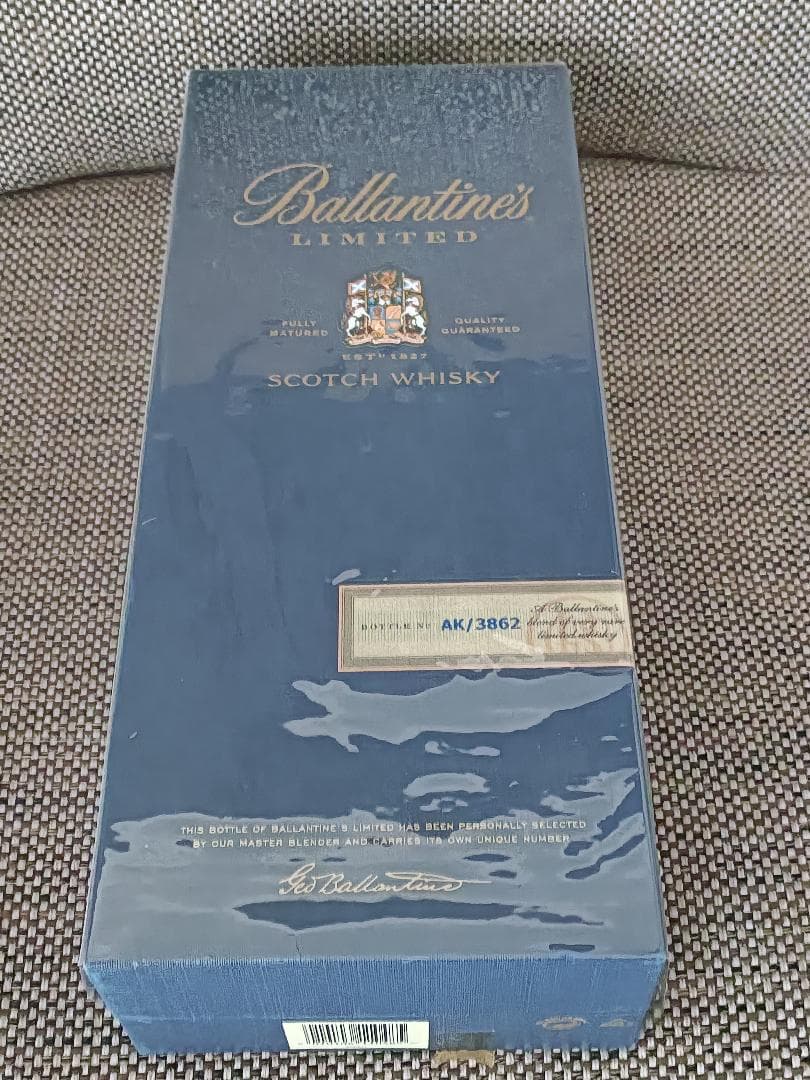 Ballantine's
LIMITED
FULLY
MATURED
QUALITY
GUARANTEED
ESTD 1827
SCOTCH WHISKY
BOTTLE No AK/3862
A Ballantine's
blend of very rare
limited whisky
THIS BOTTLE OF BALLANTINE'S LIMITED HAS BEEN PERSONALLY SELECTED
BY OUR MASTER BLENDER AND CARRIES ITS OWN UNIQUE NUMBER
Geo Ballantine